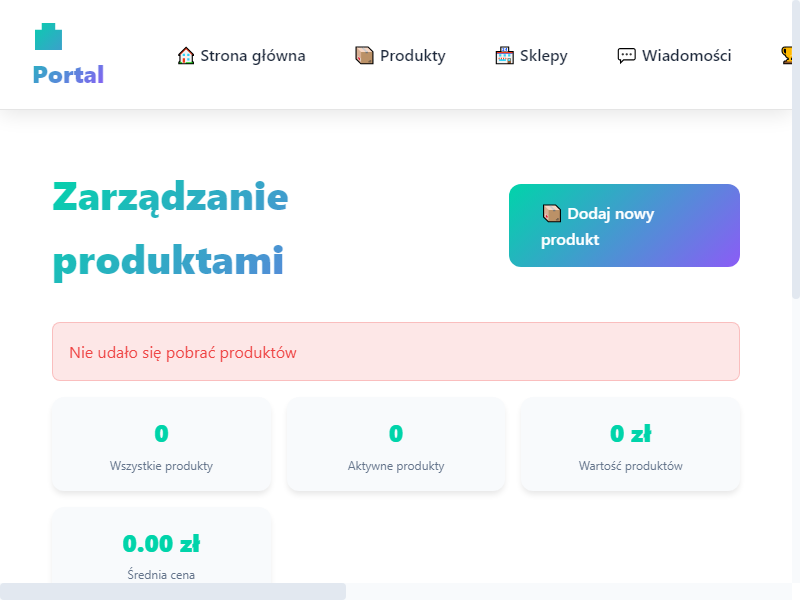 Portal
Strona główna
Produkty
Sklepy
Wiadomości
Zarządzanie
produktami
Dodaj nowy
produkt
Nie udało się pobrać produktów
0
Wszystkie produkty
0
Aktywne produkty
0 zł
Wartość produktów
0.00 zł
Średnia cena